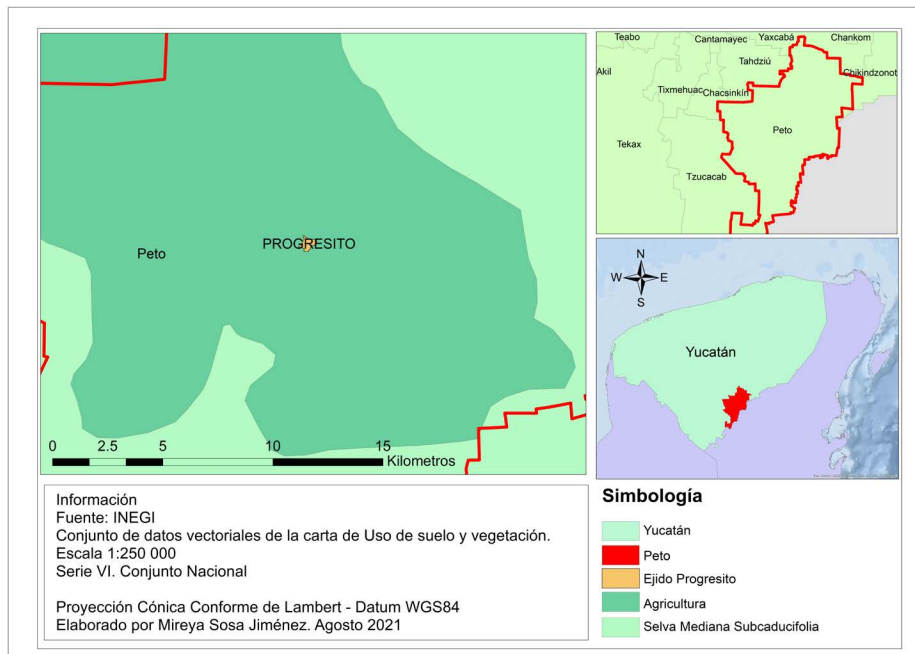 Peto
PROGRESITO
0 2.5 5 10 15
Kilometros
Teabo
Cantamayec
Yaxcabá
Chankom
Tahdziú
Akil
Chikindzonot
Tixmehuac
Chacsinkín
Peto
Tekax
Tzucacab
N
W E
S
Yucatán
Información
Fuente: INEGI
Conjunto de datos vectoriales de la carta de Uso de suelo y vegetación.
Escala 1:250 000
Serie VI. Conjunto Nacional
Proyección Cónica Conforme de Lambert - Datum WGS84
Elaborado por Mireya Sosa Jiménez. Agosto 2021
Simbología
Yucatán
Peto
Ejido Progresito
Agricultura
Selva Mediana Subcaducifolia